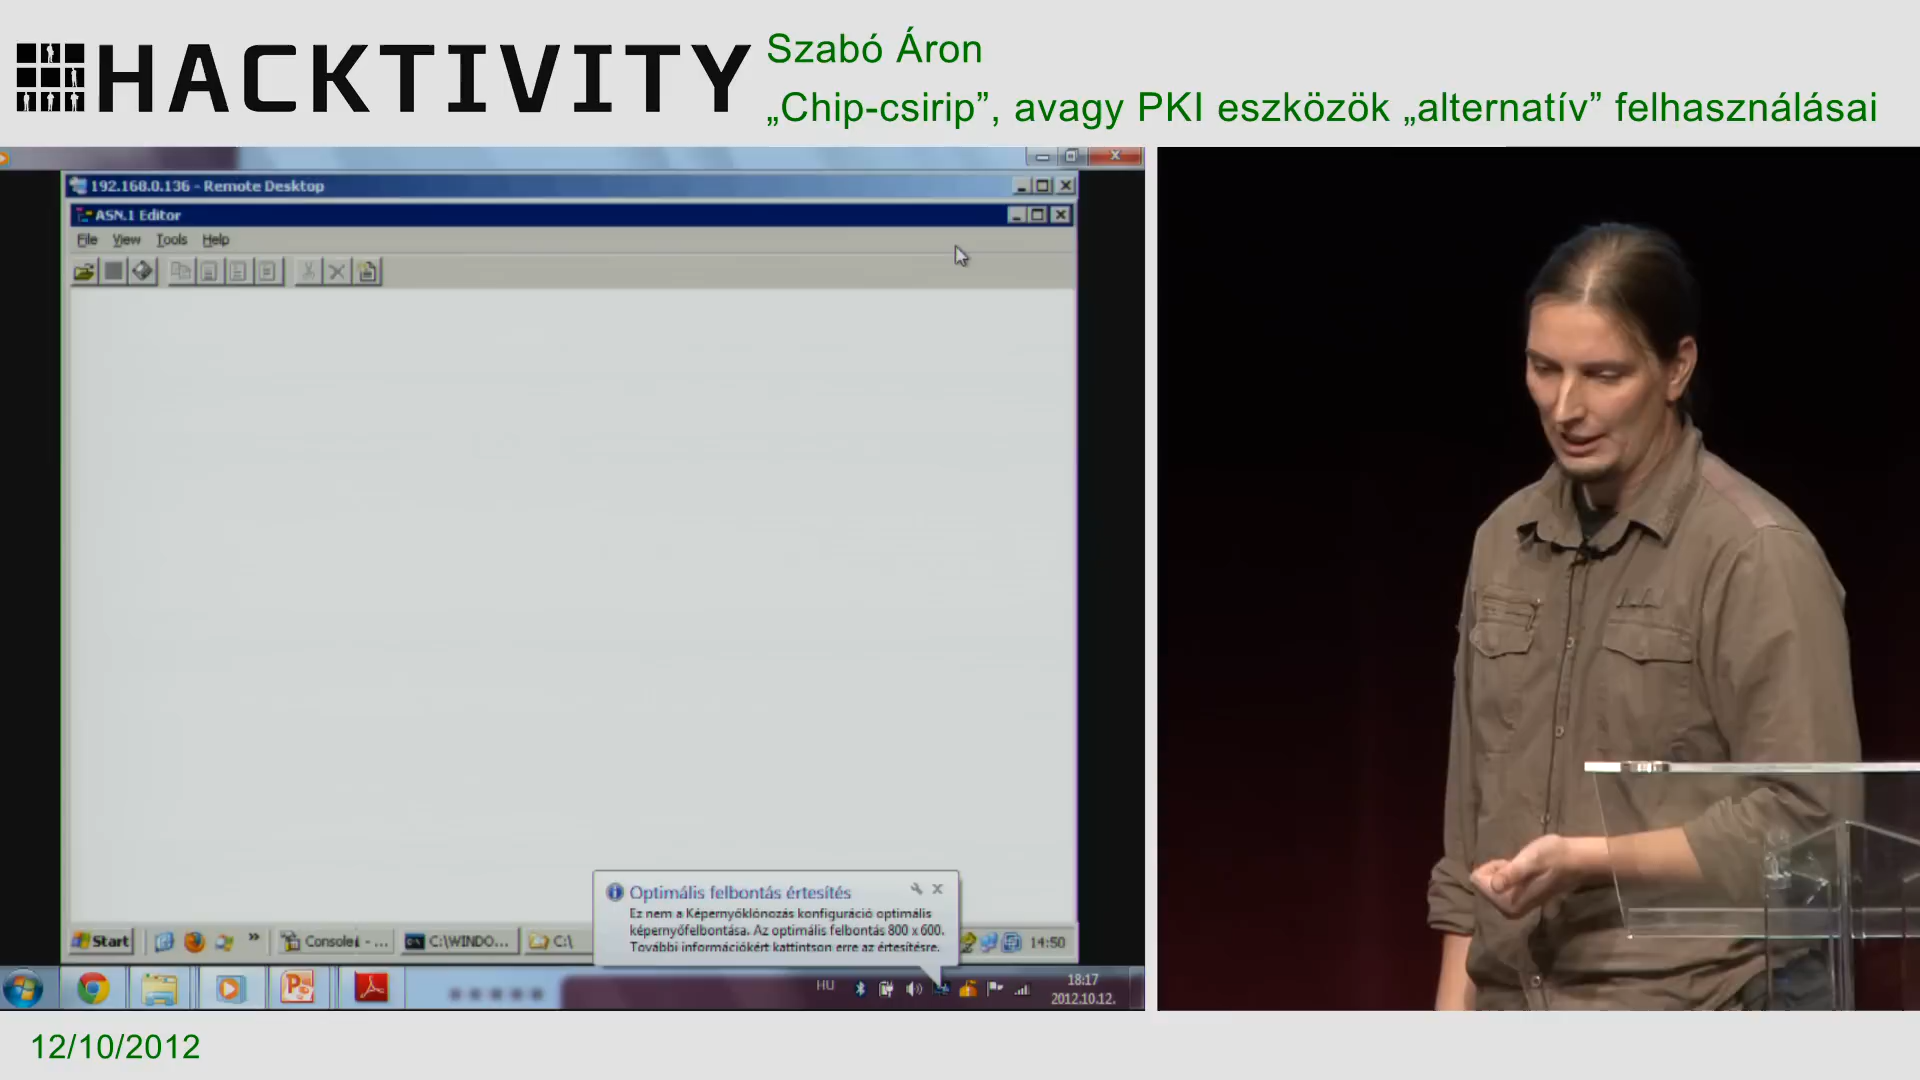 HACKTIVITY
Szabó Áron
„Chip-csirip”, avagy PKI eszközök „alternatív” felhasználásai
192.168.0.136 - Remote Desktop
ASN.1 Editor
File View Tools Help
Optimális felbontás értesítés
Ez nem a Képernyőklónozás konfiguráció optimális
képernyőfelbontása. Az optimális felbontás 800 x 600.
További információkért kattintson erre az értesítésre.
Start
Console1 - ...
C:\WINDO...
C:\
14:50
HU
18:17
2012.10.12.
12/10/2012